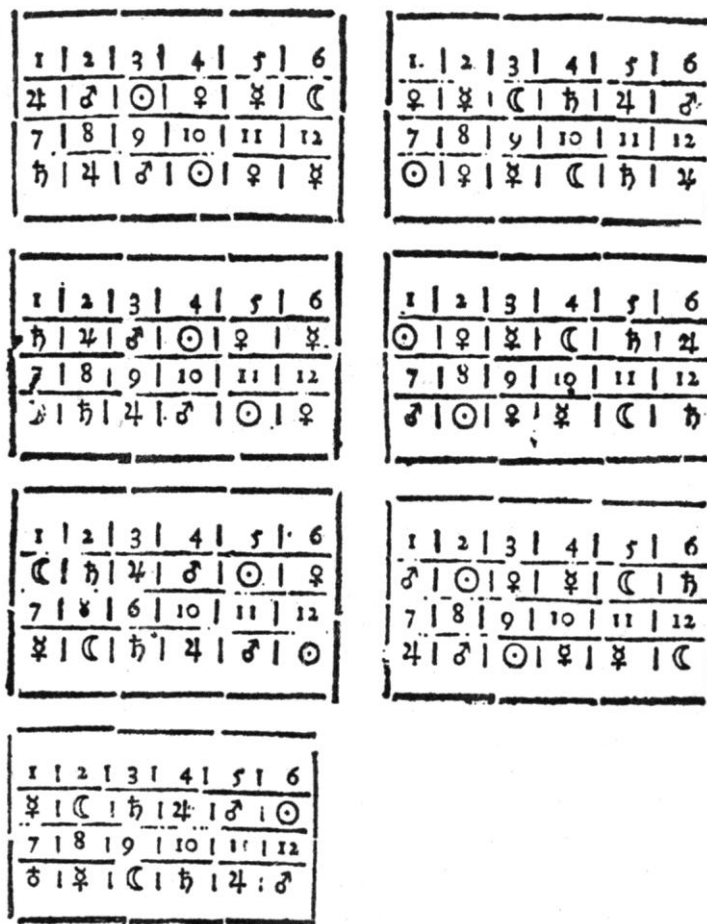 1 | 2 | 3 | 4 | 5 | 6
♃ | ♂ | ☉ | ♀ | ☿ | ☾
7 | 8 | 9 | 10 | 11 | 12
♄ | ♃ | ♂ | ☉ | ♀ | ☿
1. | 2 | 3 | 4 | 5 | 6
♀ | ☿ | ☾ | ♄ | ♃ | ♂
7 | 8 | 9 | 10 | 11 | 12
☉ | ♀ | ☿ | ☾ | ♄ | ♃
1 | 2 | 3 | 4 | 5 | 6
♄ | ♃ | ♂ | ☉ | ♀ | ☿
7 | 8 | 9 | 10 | 11 | 12
♄ | ♃ | ♂ | ☉ | ♀
1 | 2 | 3 | 4 | 5 | 6
☉ | ♀ | ☿ | ☾ | ♄ | ♃
7 | 8 | 9 | 10 | 11 | 12
♂ | ☉ | ♀ | ☿ | ☾ | ♄
1 | 2 | 3 | 4 | 5 | 6
☾ | ♄ | ♃ | ♂ | ☉ | ♀
7 | 8 | 6 | 10 | 11 | 12
☿ | ☾ | ♄ | ♃ | ♂ | ☉
1 | 2 | 3 | 4 | 5 | 6
♂ | ☉ | ♀ | ☿ | ☾ | ♄
7 | 8 | 9 | 10 | 11 | 12
♃ | ♂ | ☉ | ☿ | ☿ | ☾
1 | 2 | 3 | 4 | 5 | 6
☿ | ☾ | ♄ | ♃ | ♂ | ☉
7 | 8 | 9 | 10 | 11 | 12
♁ | ☿ | ☾ | ♄ | ♃ | ♂